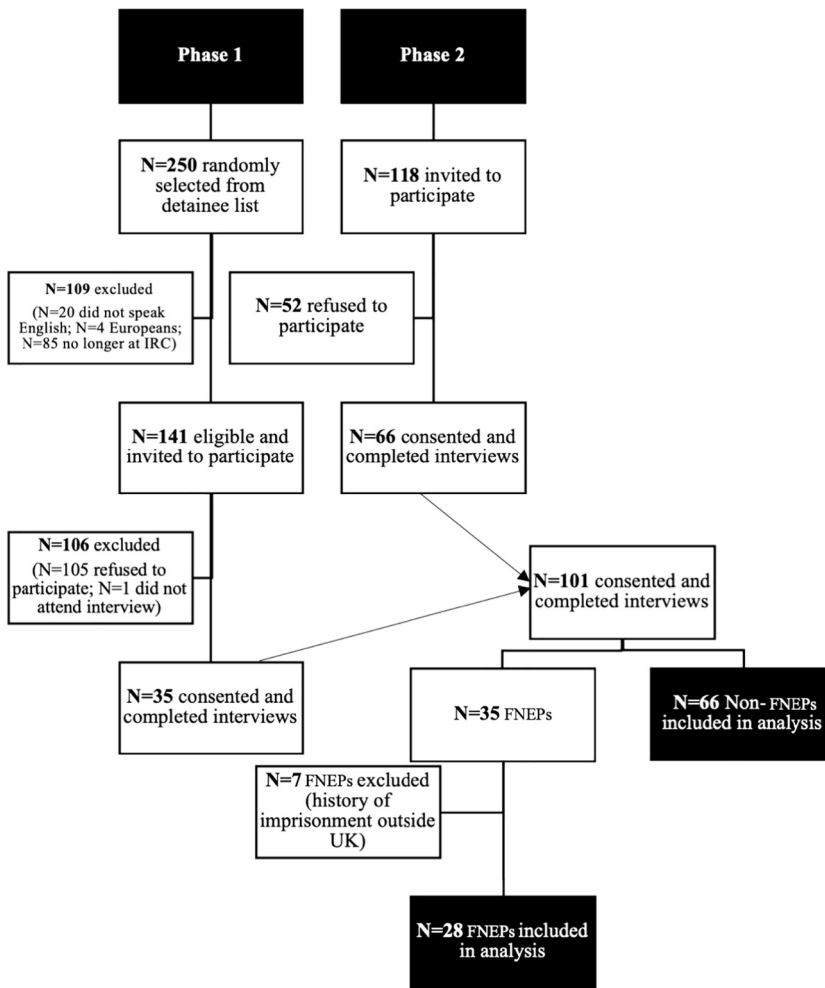 Phase 1
Phase 2
N=250 randomly
selected from
detainee list
N=118 invited to
participate
N=109 excluded
(N=20 did not speak
English; N=4 Europeans;
N=85 no longer at IRC)
N=52 refused to
participate
N=141 eligible and
invited to participate
N=66 consented and
completed interviews
N=106 excluded
(N=105 refused to
participate; N=1 did not
attend interview)
N=101 consented and
completed interviews
N=35 consented and
completed interviews
N=35 FNEPs
N=66 Non- FNEPs
included in analysis
N=7 FNEPs excluded
(history of
imprisonment outside
UK)
N=28 FNEPs included
in analysis